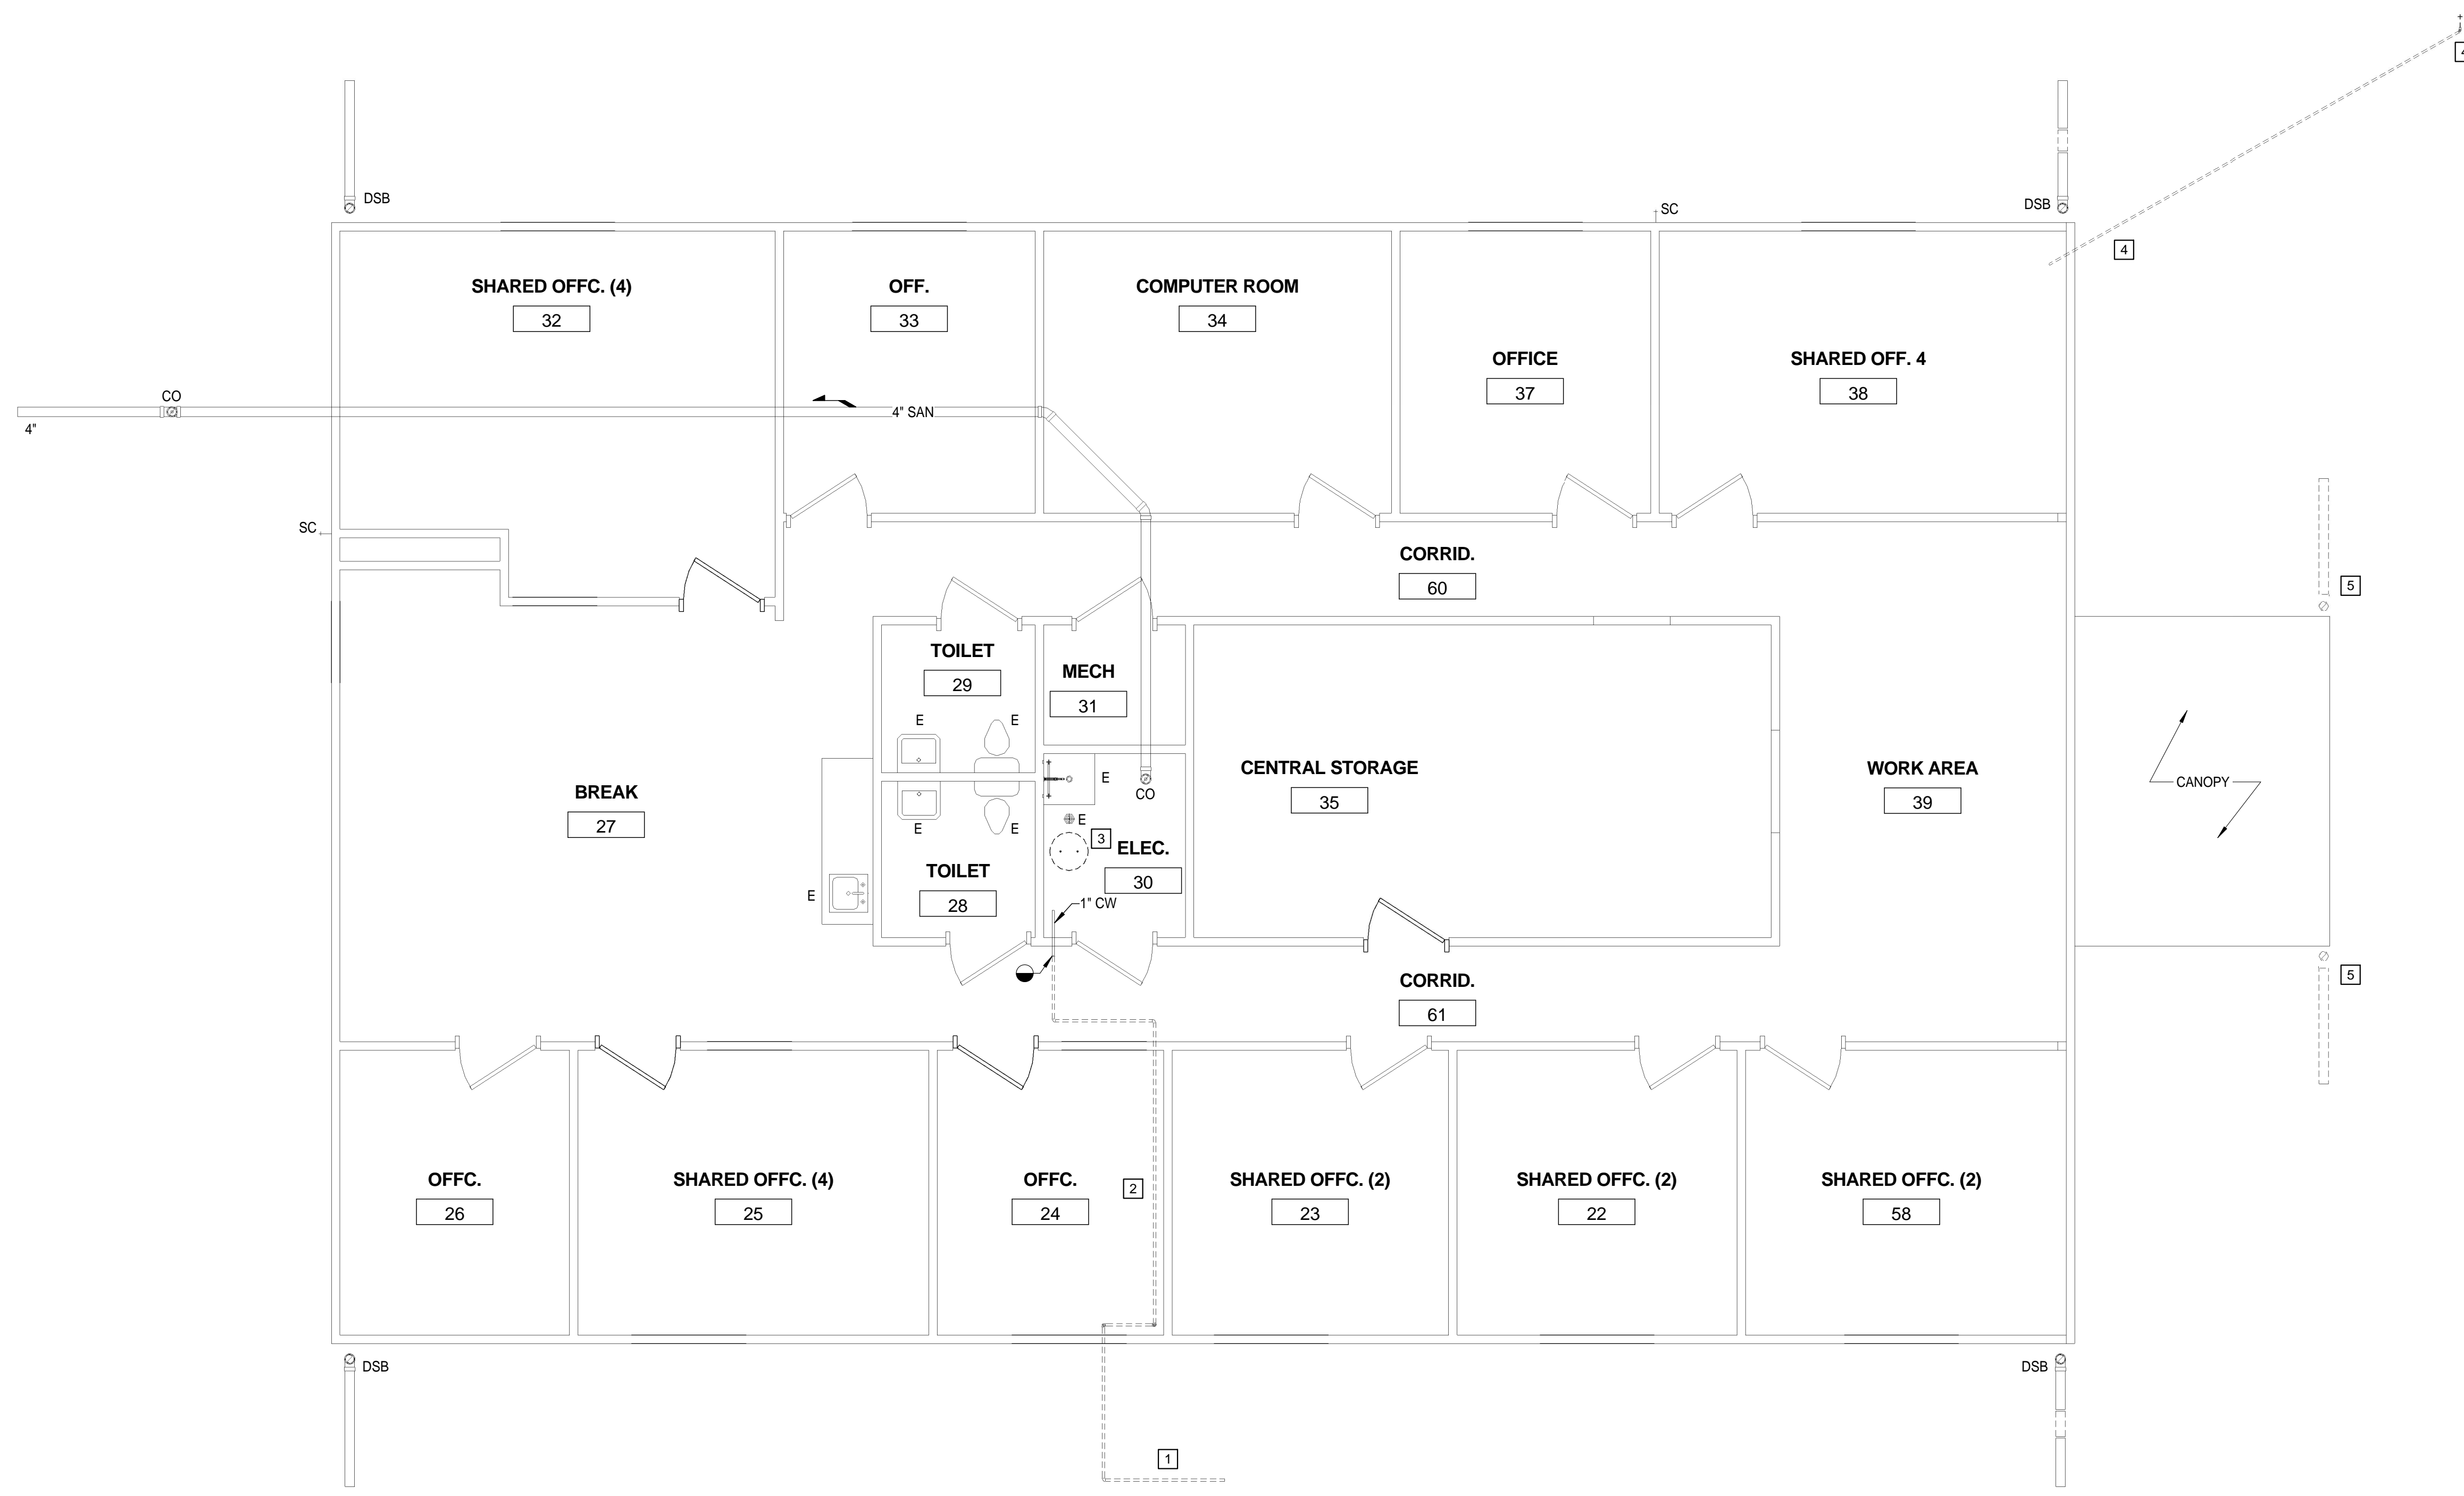 4
DSB
DSB
SC
4
SHARED OFFC. (4)
32
OFF.
33
COMPUTER ROOM
34
OFFICE
37
SHARED OFF. 4
38
CO
4"
4" SAN
SC
CORRID.
60
5
TOILET
29
MECH
31
E
E
BREAK
27
CENTRAL STORAGE
35
WORK AREA
39
CANOPY
E
CO
E
E
E
3
ELEC.
30
TOILET
28
E
1" CW
CORRID.
61
5
OFFC.
26
SHARED OFFC. (4)
25
OFFC.
24
2
SHARED OFFC. (2)
23
SHARED OFFC. (2)
22
SHARED OFFC. (2)
58
DSB
DSB
1